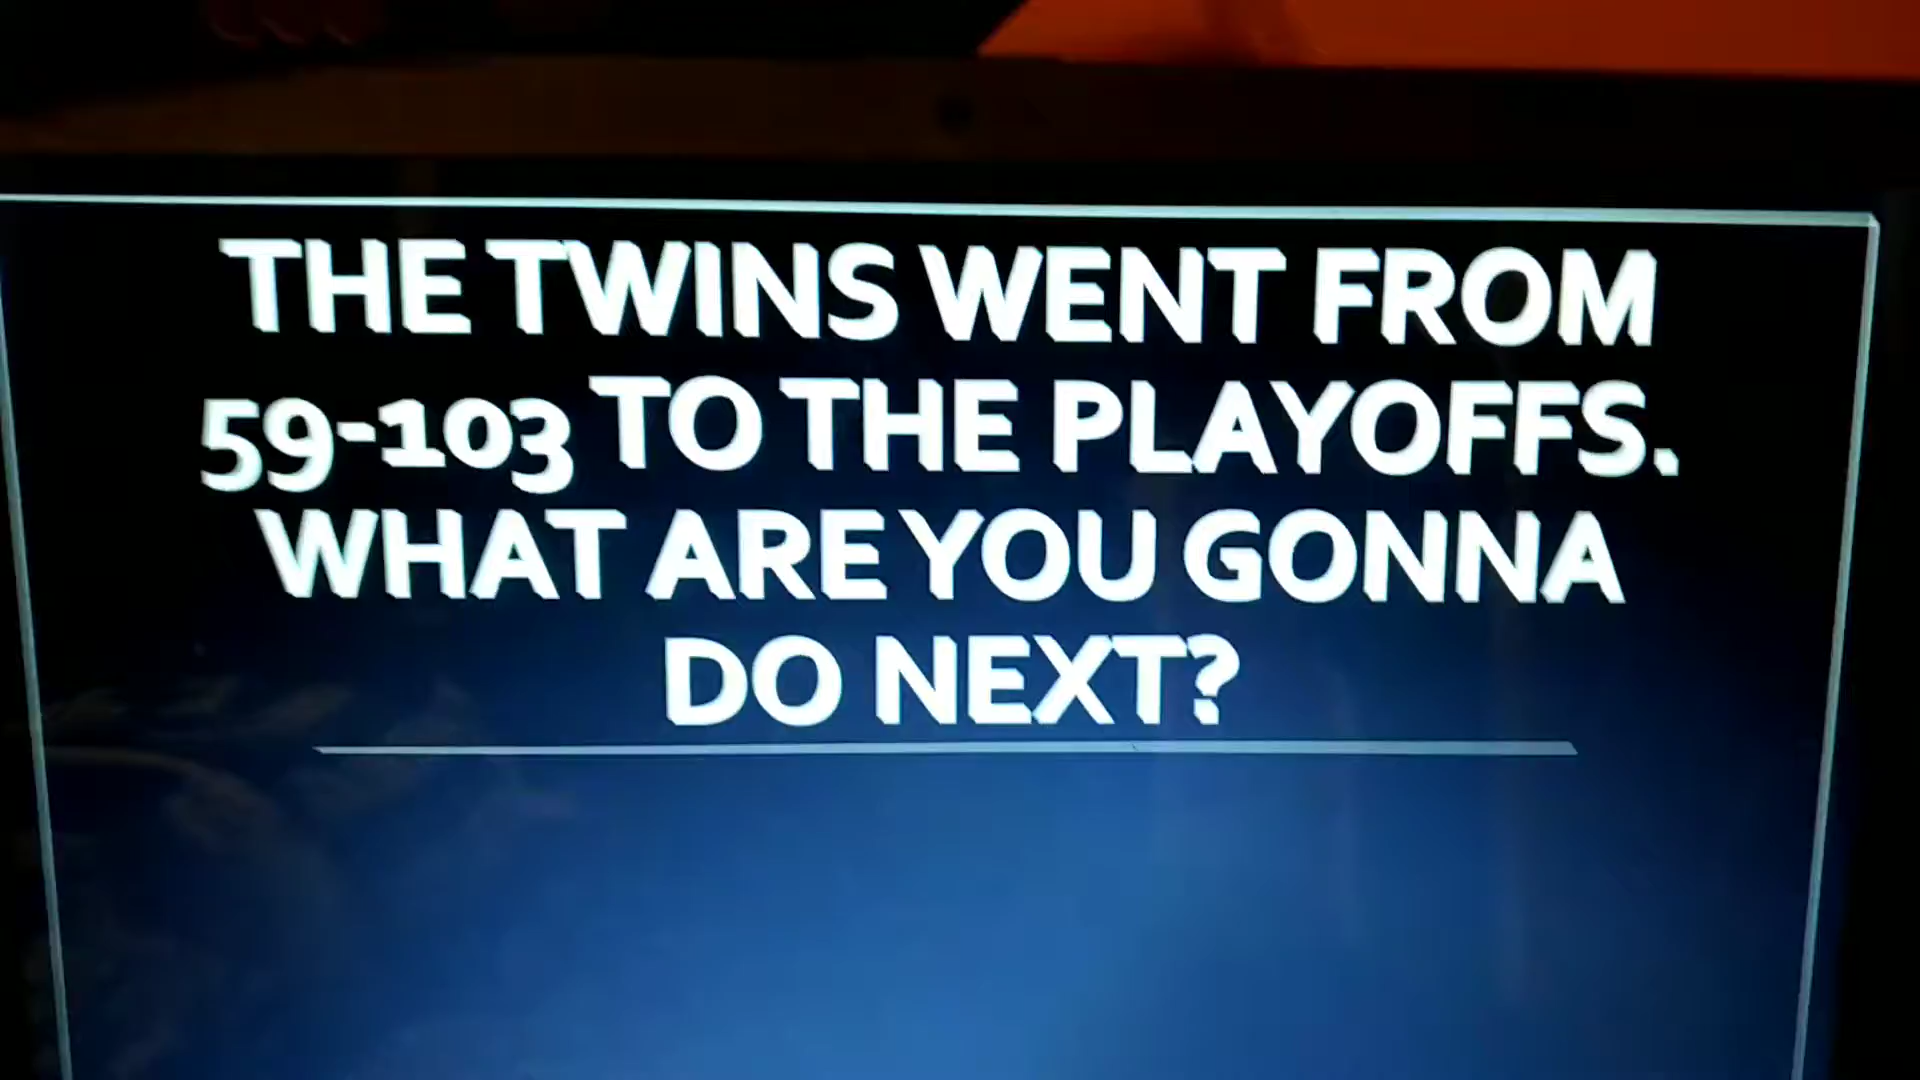 THE TWINS WENT FROM
59-103 TO THE PLAYOFFS.
WHAT ARE YOU GONNA
DO NEXT?